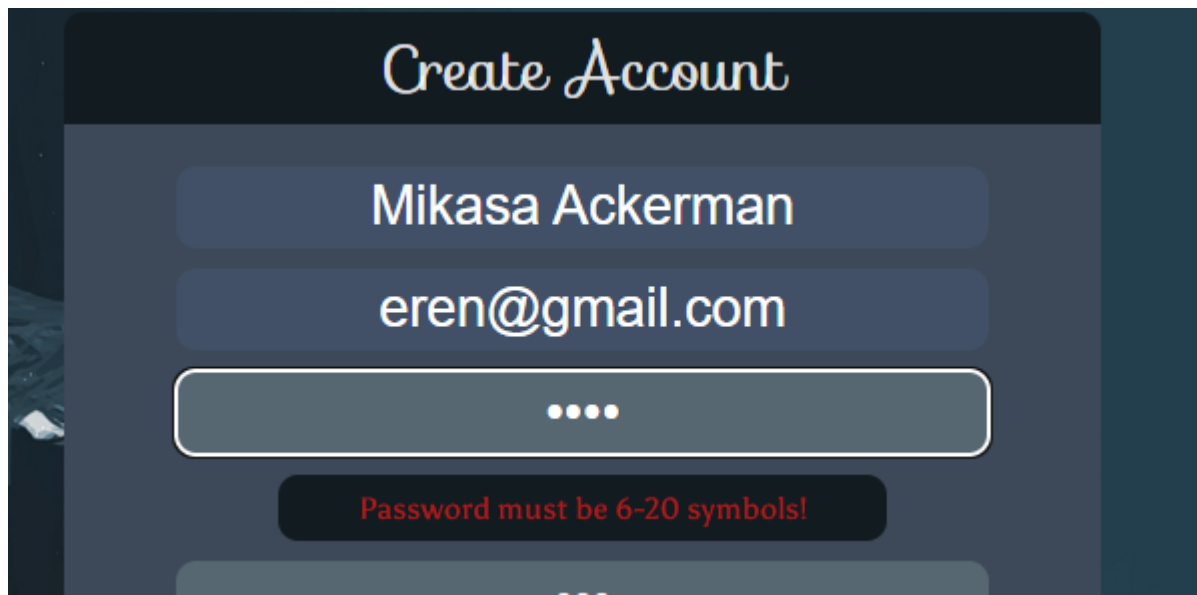 Create Account
Mikasa Ackerman
eren@gmail.com
••••
Password must be 6-20 symbols!